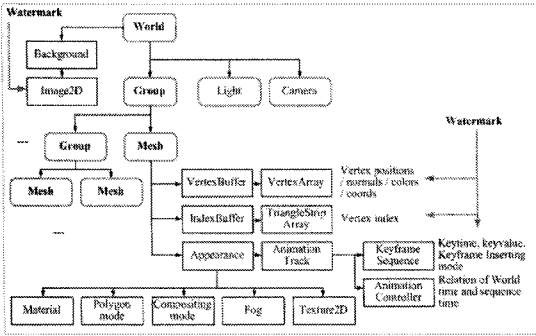 Watermark
World
Background
Image2D
Group
Light
Camera
Watermark
Group
Mesh
Mesh
Mesh
VertexBuffer
VertexArray
Vertex positions
/ normals / colors
/ coords
IndexBuffer
TriangleStrip
Array
Vertex index
Appearance
Animation
Track
Keyframe
Sequence
Keytime, keyvalue,
Keyframe Inserting
mode
Animation
Controller
Relation of World
time and sequence
time
Material
Polygon
mode
Compositing
mode
Fog
Texture2D